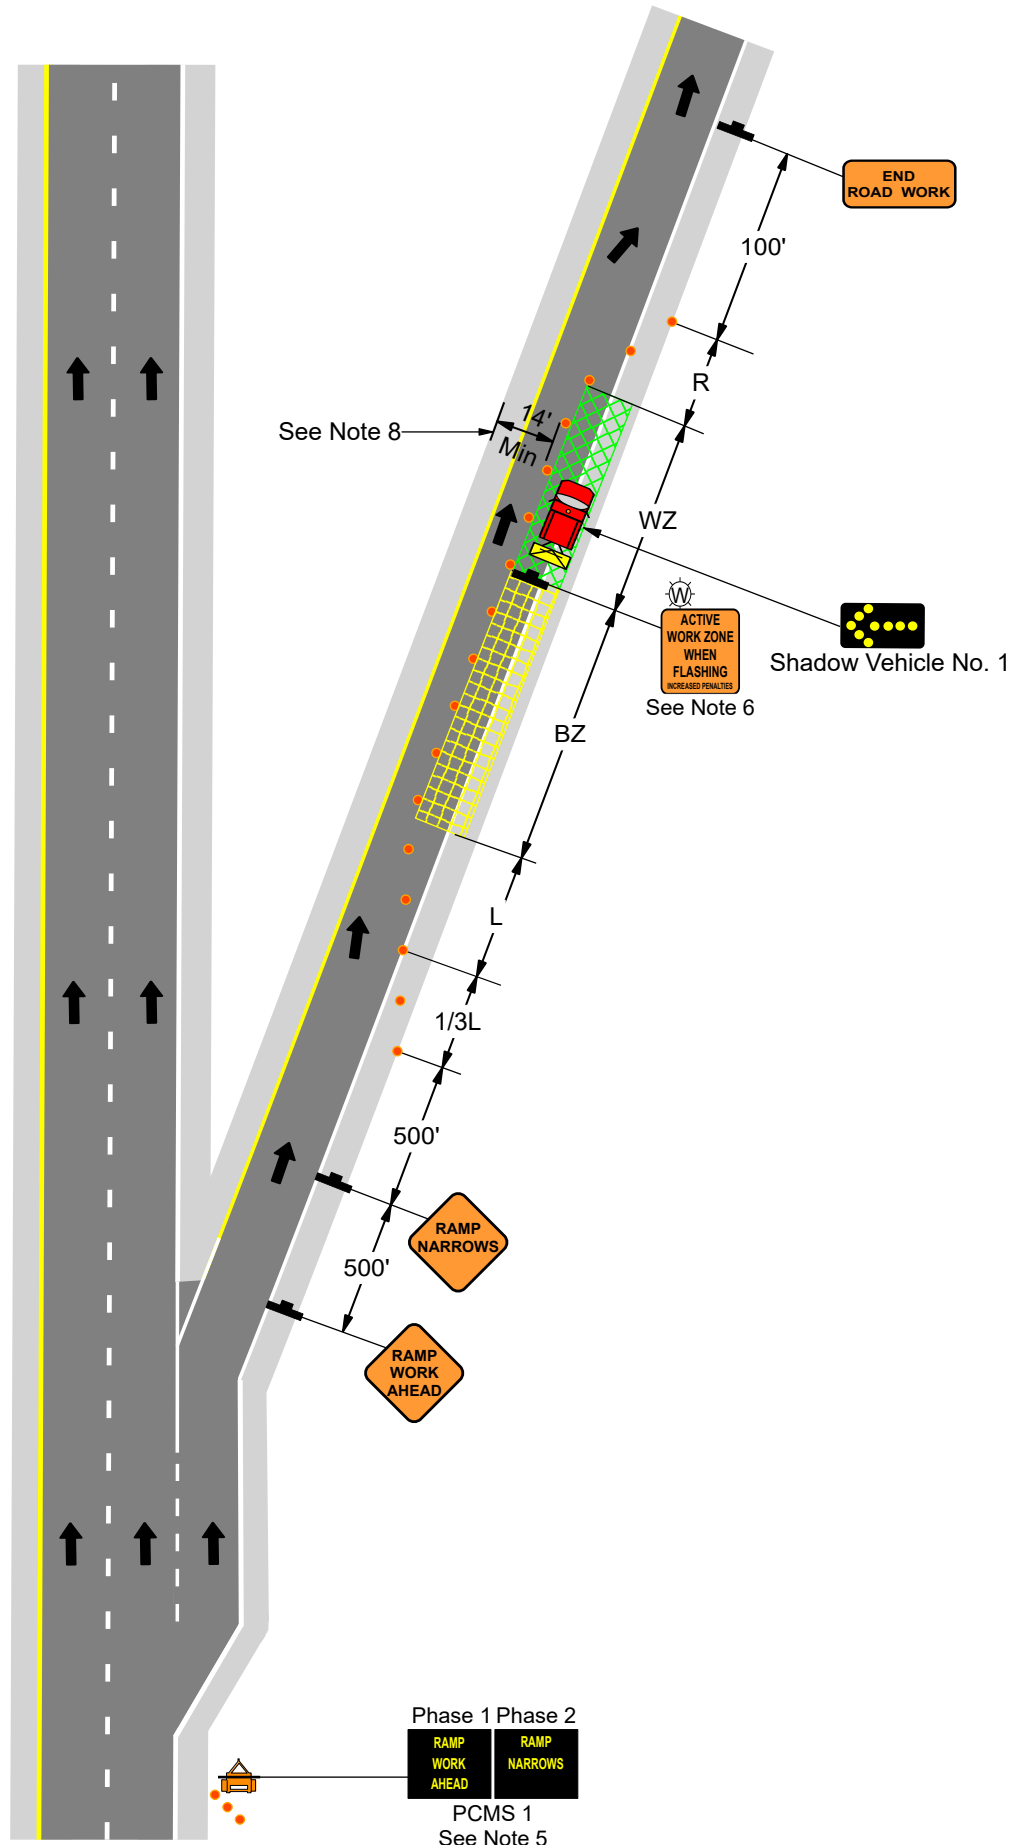 END
ROAD WORK
100'
R
14'
Min
See Note 8
WZ
W
ACTIVE
WORK ZONE
WHEN
FLASHING
INCREASED PENALTIES
See Note 6
Shadow Vehicle No. 1
BZ
L
1/3L
500'
RAMP
NARROWS
500'
RAMP
WORK
AHEAD
Phase 1 Phase 2
RAMP
WORK
AHEAD
RAMP
NARROWS
PCMS 1
See Note 5